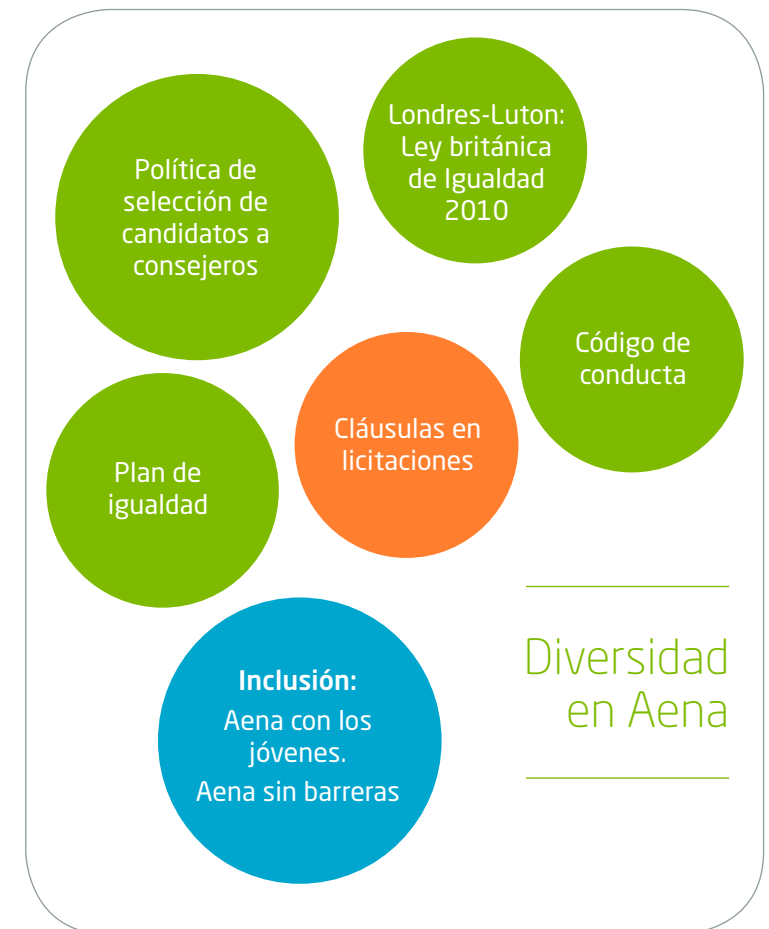 Londres-Luton:
Ley británica
de Igualdad
2010
Política de
selección de
candidatos a
consejeros
Código de
conducta
Cláusulas en
licitaciones
Plan de
igualdad
Diversidad
en Aena
Inclusión:
Aena con los
jóvenes.
Aena sin barreras